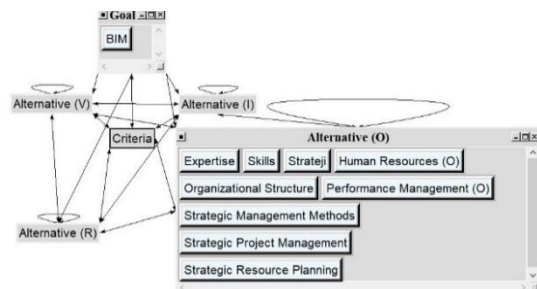 Goal
BIM
Alternative (V)
Alternative (I)
Criteria
Alternative (O)
Expertise Skills Strateji Human Resources (O)
Organizational Structure Performance Management (O)
Strategic Management Methods
Strategic Project Management
Alternative (R)
Strategic Resource Planning